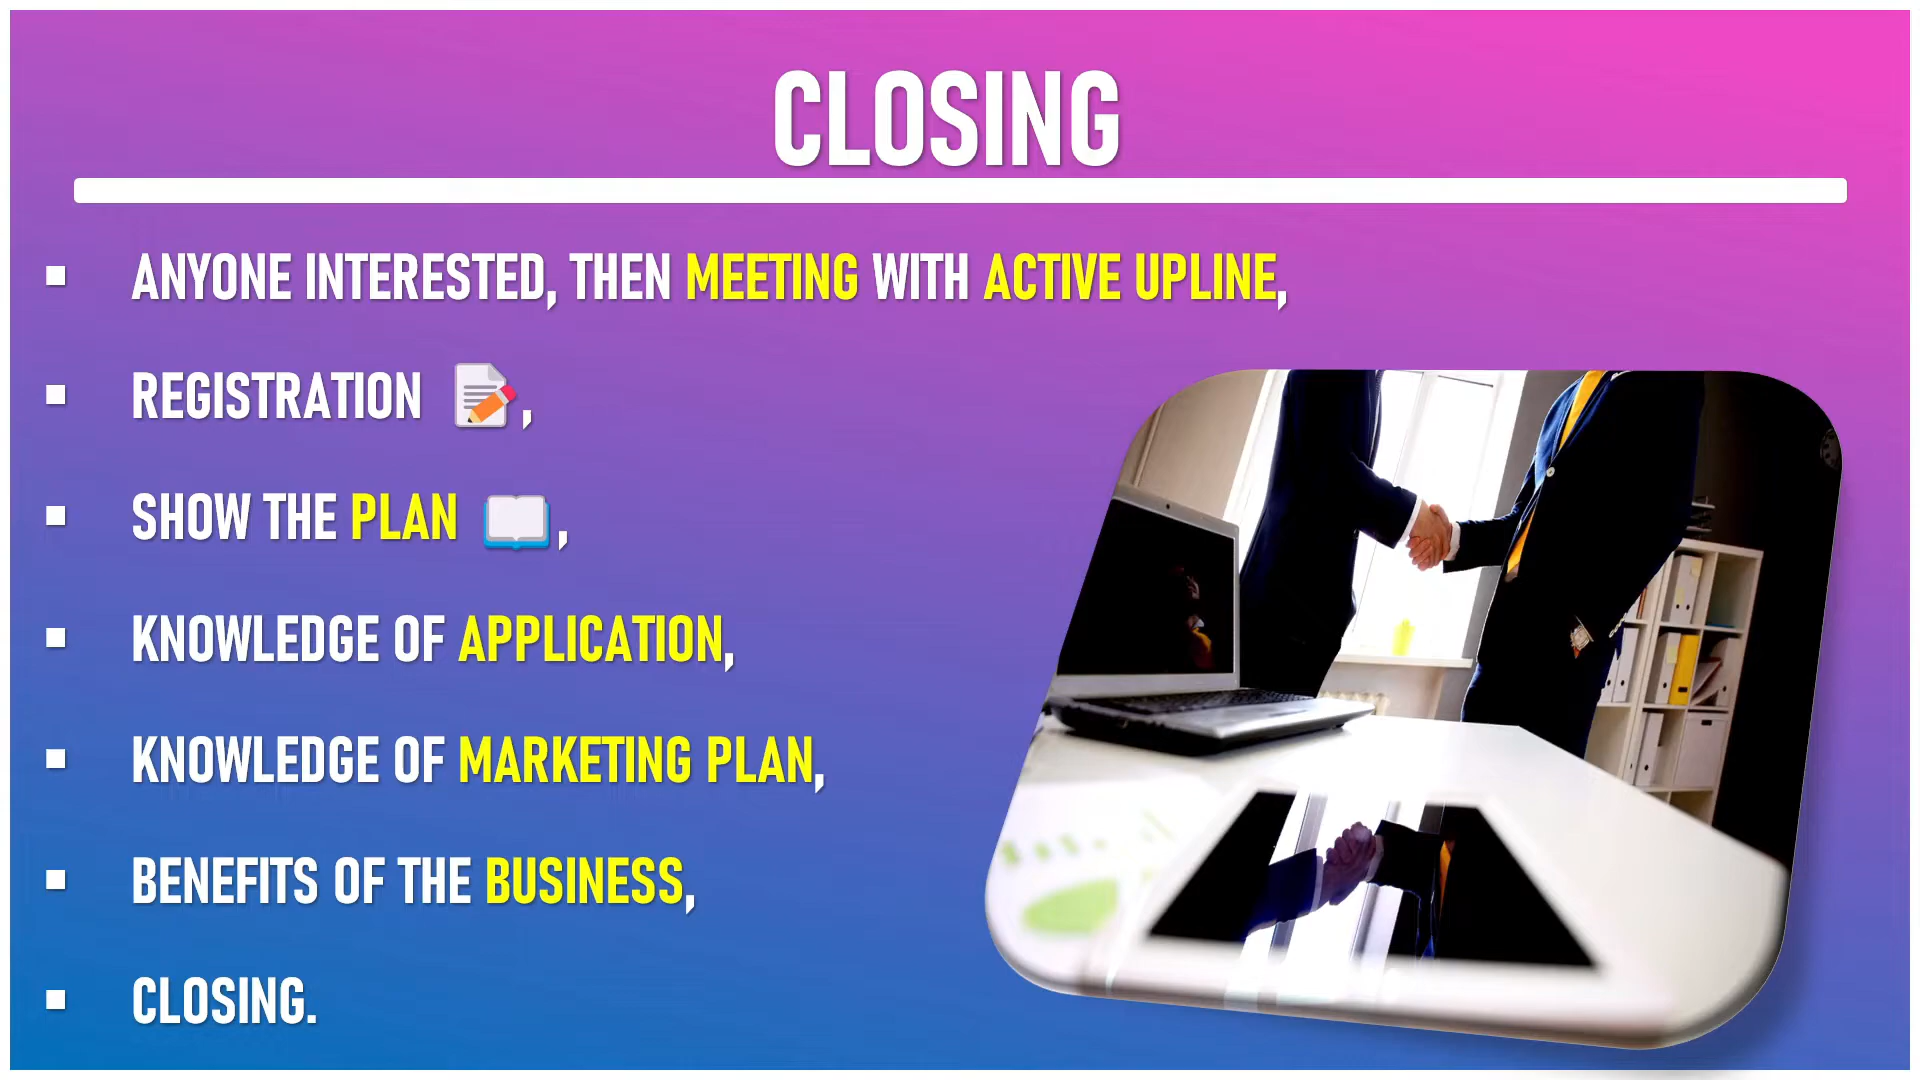 CLOSING
ANYONE INTERESTED, THEN MEETING WITH ACTIVE UPLINE,
REGISTRATION 📝,
SHOW THE PLAN 📖,
KNOWLEDGE OF APPLICATION,
KNOWLEDGE OF MARKETING PLAN,
BENEFITS OF THE BUSINESS,
CLOSING.